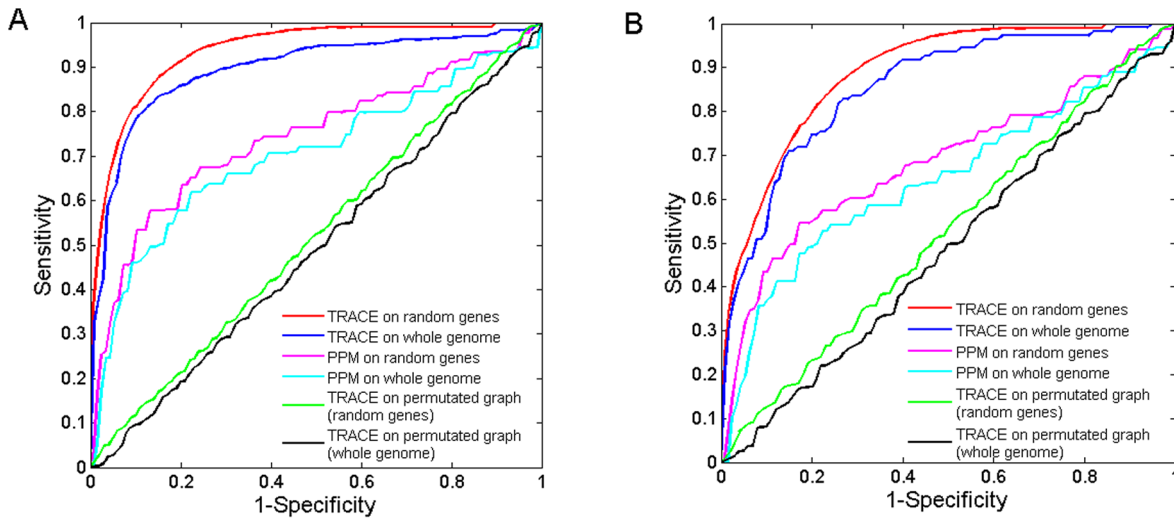 A
1
0.9
0.8
0.7
0.6
0.5
0.4
0.3
0.2
0.1
0
Sensitivity
TRACE on random genes
TRACE on whole genome
PPM on random genes
PPM on whole genome
TRACE on permutated graph
(random genes)
TRACE on permutated graph
(whole genome)
0 0.2 0.4 0.6 0.8 1
1-Specificity
B
1
0.9
0.8
0.7
0.6
0.5
0.4
0.3
0.2
0.1
0
Sensitivity
TRACE on random genes
TRACE on whole genome
PPM on random genes
PPM on whole genome
TRACE on permutated graph
(random genes)
TRACE on permutated graph
(whole genome)
0 0.2 0.4 0.6 0.8 1
1-Specificity